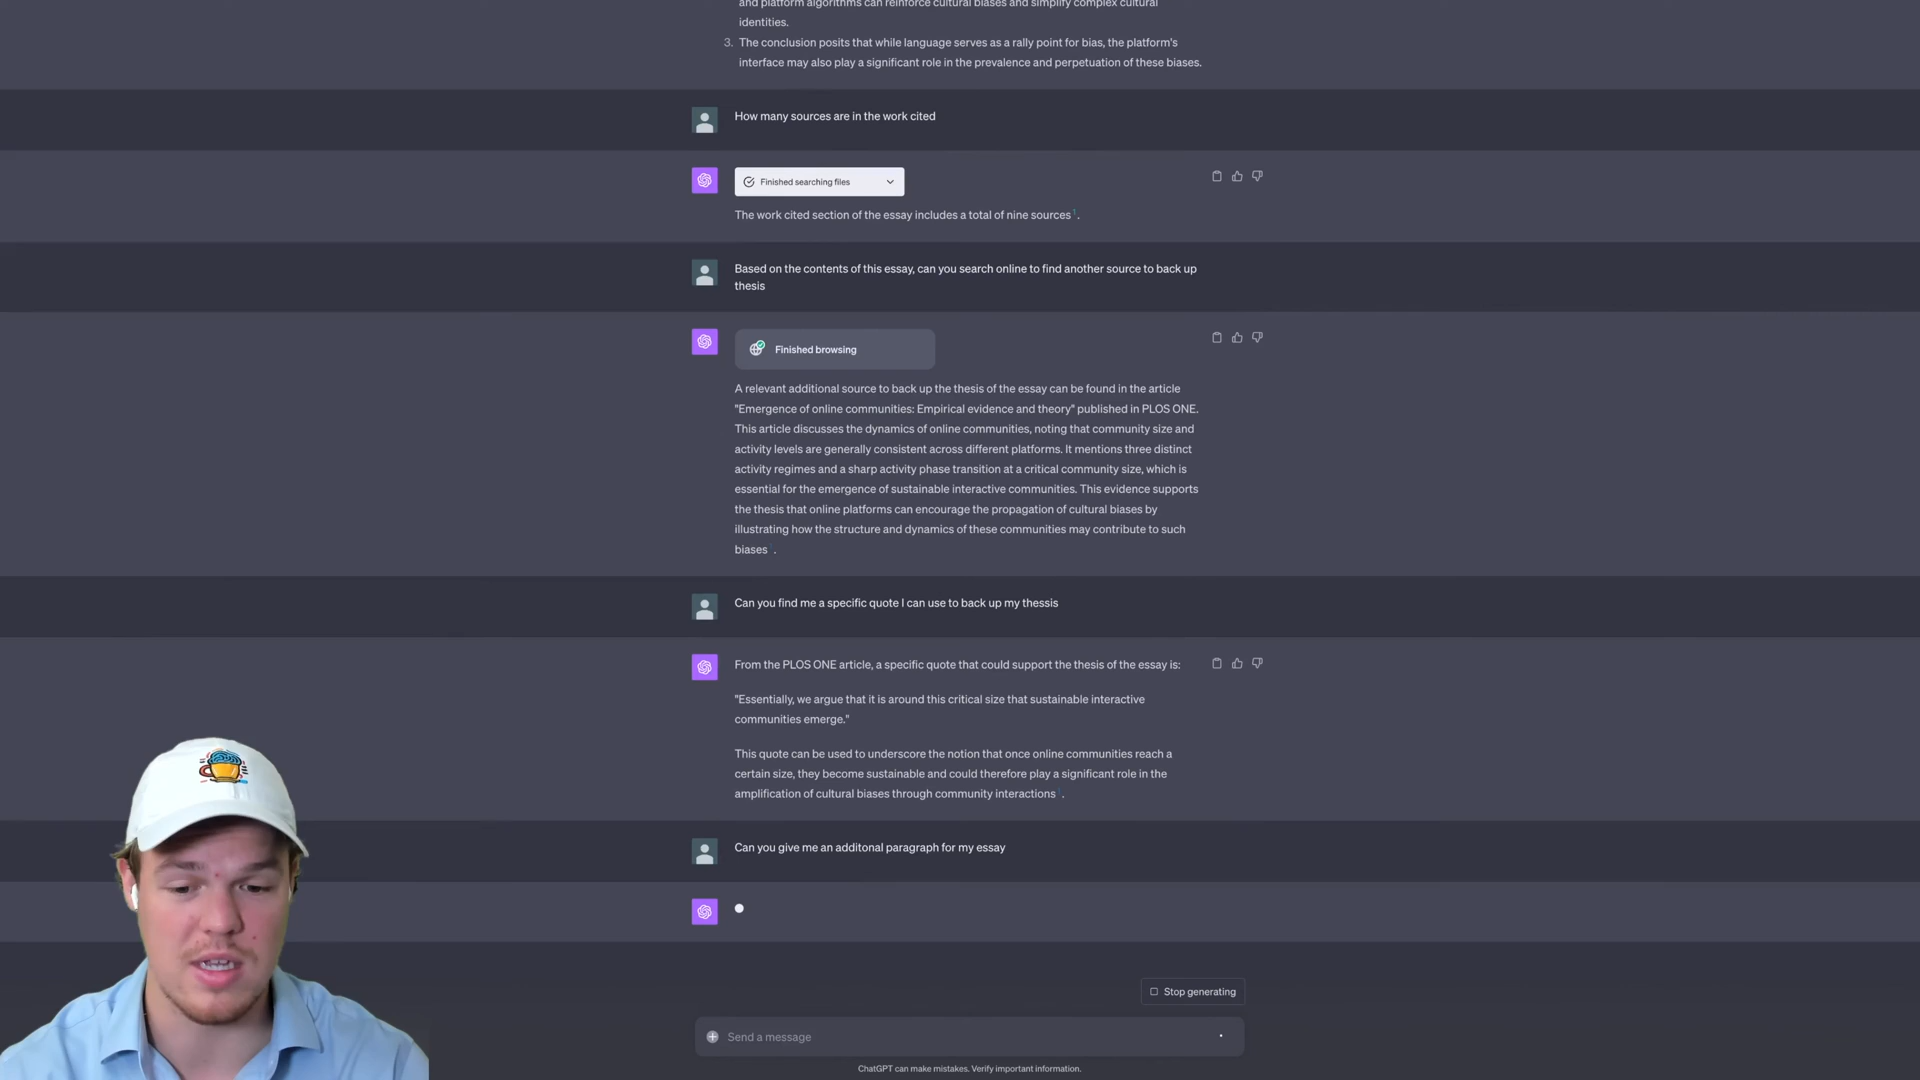 and platform algorithms can reinforce cultural biases and simplify complex cultural
identities.
3. The conclusion posits that while language serves as a rally point for bias, the platform's
interface may also play a significant role in the prevalence and perpetuation of these biases.
How many sources are in the work cited
Finished searching files
The work cited section of the essay includes a total of nine sources 1.
Based on the contents of this essay, can you search online to find another source to back up
thesis
Finished browsing
A relevant additional source to back up the thesis of the essay can be found in the article
"Emergence of online communities: Empirical evidence and theory" published in PLOS ONE.
This article discusses the dynamics of online communities, noting that community size and
activity levels are generally consistent across different platforms. It mentions three distinct
activity regimes and a sharp activity phase transition at a critical community size, which is
essential for the emergence of sustainable interactive communities. This evidence supports
the thesis that online platforms can encourage the propagation of cultural biases by
illustrating how the structure and dynamics of these communities may contribute to such
biases .
Can you find me a specific quote I can use to back up my thessis
From the PLOS ONE article, a specific quote that could support the thesis of the essay is:
"Essentially, we argue that it is around this critical size that sustainable interactive
communities emerge."
This quote can be used to underscore the notion that once online communities reach a
certain size, they become sustainable and could therefore play a significant role in the
amplification of cultural biases through community interactions .
Can you give me an additonal paragraph for my essay
Stop generating
Send a message
ChatGPT can make mistakes. Verify important information.